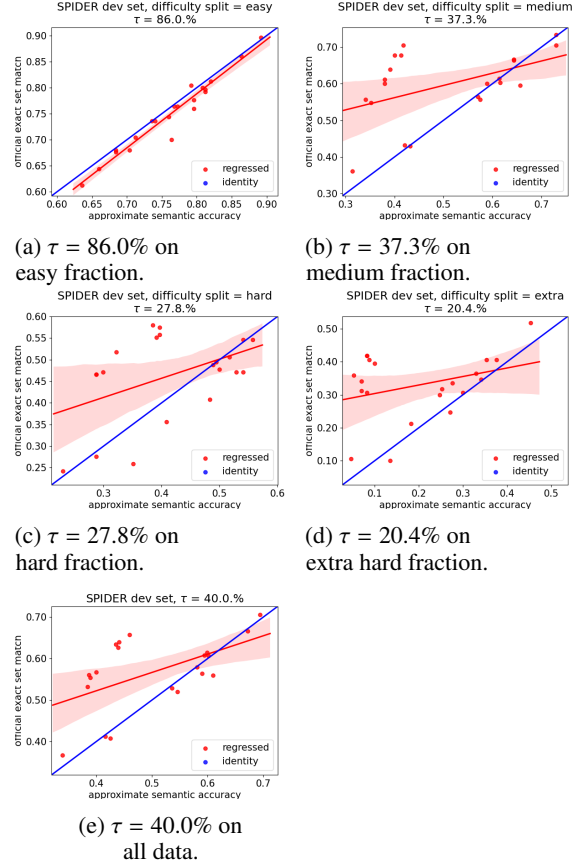 SPIDER dev set, difficulty split = easy
τ = 86.0.%
official exact set match
0.90
0.85
0.80
0.75
0.70
0.65
0.60
regressed
identity
0.60 0.65 0.70 0.75 0.80 0.85 0.90
approximate semantic accuracy
(a) τ = 86.0% on
easy fraction.
SPIDER dev set, difficulty split = medium
τ = 37.3.%
official exact set match
0.70
0.60
0.50
0.40
0.30
regressed
identity
0.3 0.4 0.5 0.6 0.7
approximate semantic accuracy
(b) τ = 37.3% on
medium fraction.
SPIDER dev set, difficulty split = hard
τ = 27.8.%
official exact set match
0.60
0.55
0.50
0.45
0.40
0.35
0.30
0.25
regressed
identity
0.3 0.4 0.5 0.6
approximate semantic accuracy
(c) τ = 27.8% on
hard fraction.
SPIDER dev set, difficulty split = extra
τ = 20.4.%
official exact set match
0.50
0.40
0.30
0.20
0.10
regressed
identity
0.1 0.2 0.3 0.4 0.5
approximate semantic accuracy
(d) τ = 20.4% on
extra hard fraction.
SPIDER dev set, τ = 40.0.%
official exact set match
0.70
0.60
0.50
0.40
regressed
identity
0.4 0.5 0.6 0.7
approximate semantic accuracy
(e) τ = 40.0% on
all data.